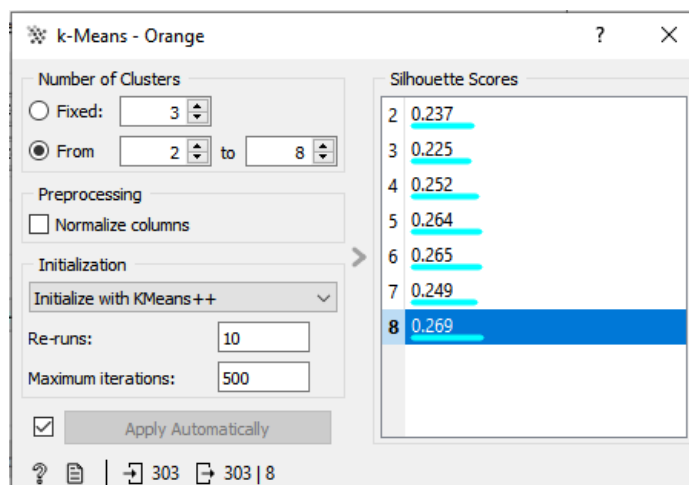 k-Means - Orange ?
Number of Clusters
Fixed: 3
From 2 to 8
Preprocessing
Normalize columns
Initialization
Initialize with KMeans++
Re-runs: 10
Maximum iterations: 500
Apply Automatically
? 303 303 | 8
Silhouette Scores
2 0.237
3 0.225
4 0.252
5 0.264
6 0.265
7 0.249
8 0.269